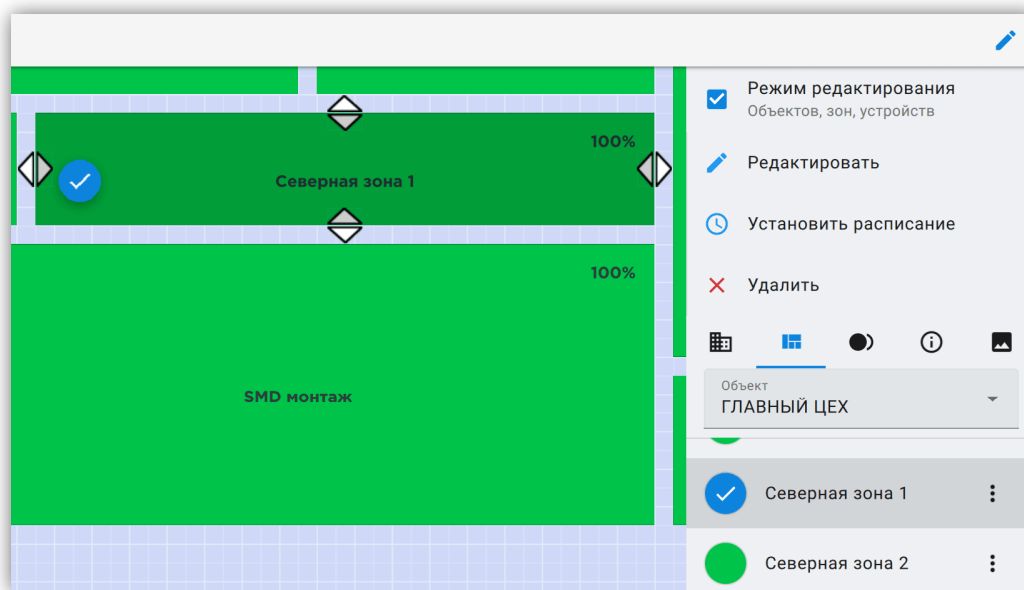 100%
Северная зона 1
100%
SMD монтаж
Режим редактирования
Объектов, зон, устройств
Редактировать
Установить расписание
Удалить
Объект
ГЛАВНЫЙ ЦЕХ
Северная зона 1
Северная зона 2